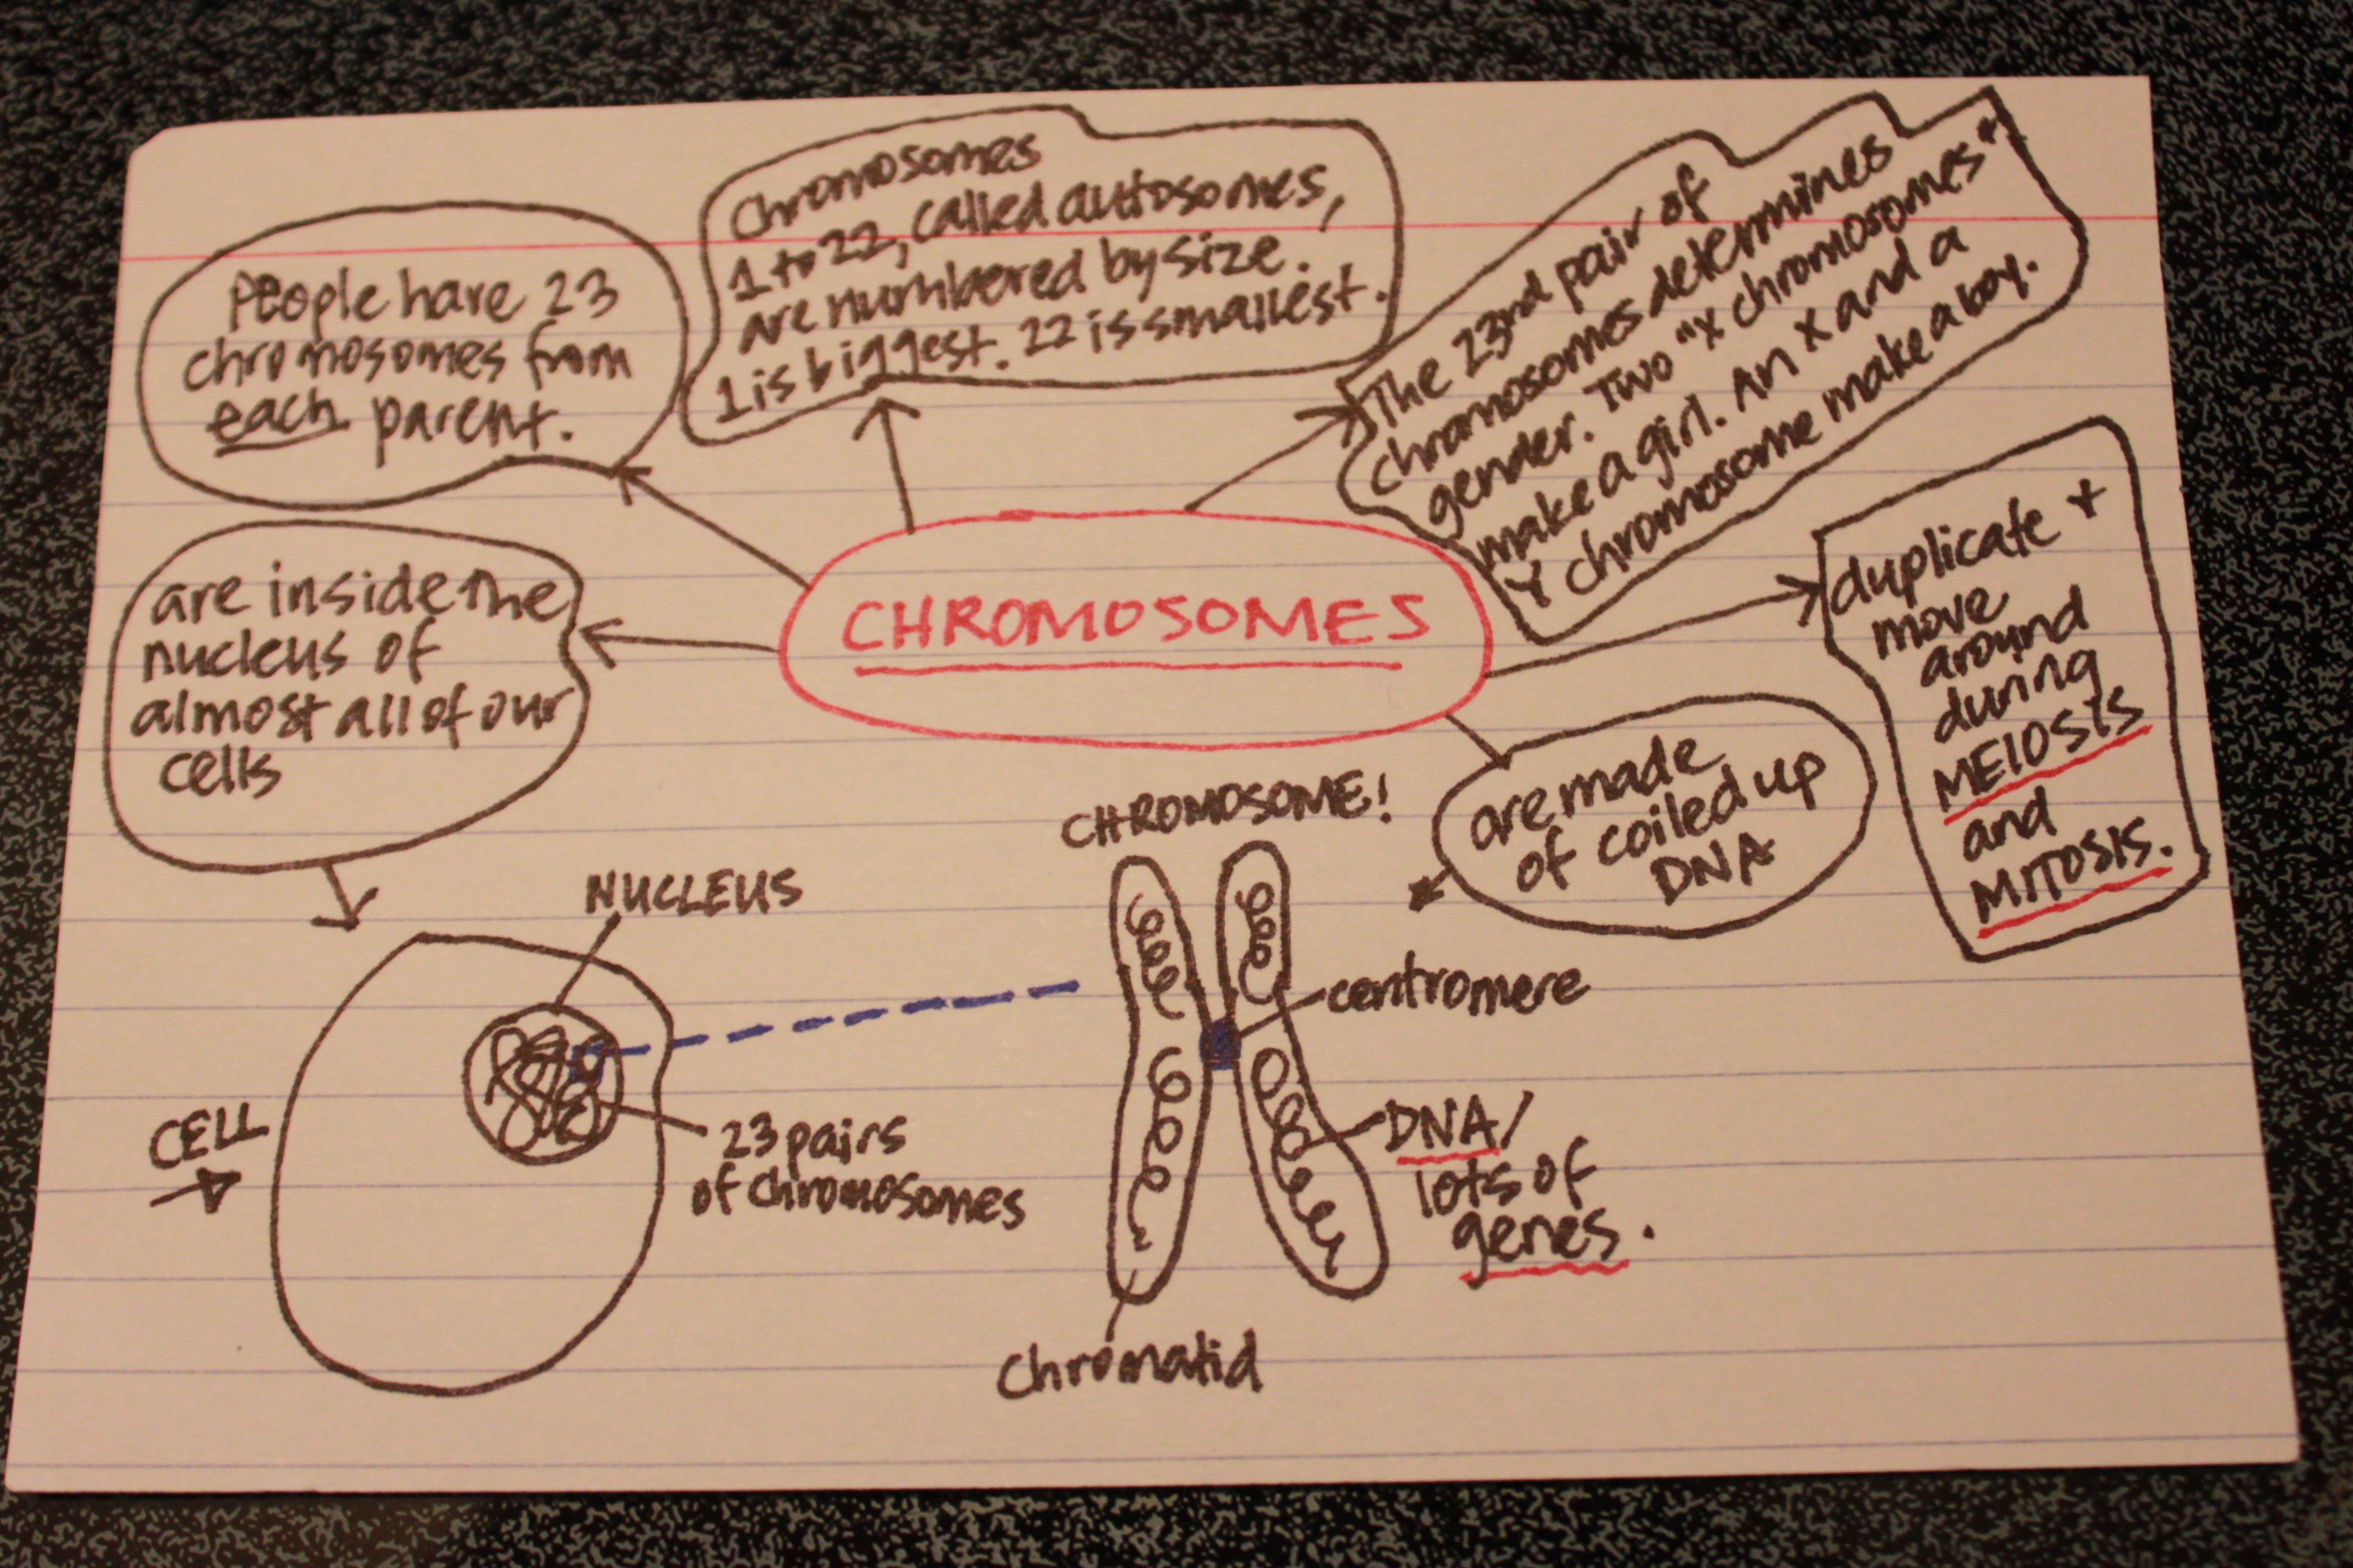 People have 23
chromosomes from
each parent.
Chromosomes
1 to 22, called autosomes,
are numbered by size.
1 is biggest. 22 is smallest.
The 23rd pair of
chromosomes determines
gender. Two "X chromosomes"
make a girl. An X and a
Y chromosome make a boy.
are inside the
nucleus of
almost all of our
cells
CHROMOSOMES
duplicate +
move
around
during
MEIOSIS
and
MITOSIS.
are made
of coiled up
DNA
CHROMOSOME!
NUCLEUS
centromere
CELL
23 pairs
of chromosomes
DNA/
lots of
genes.
Chromatid